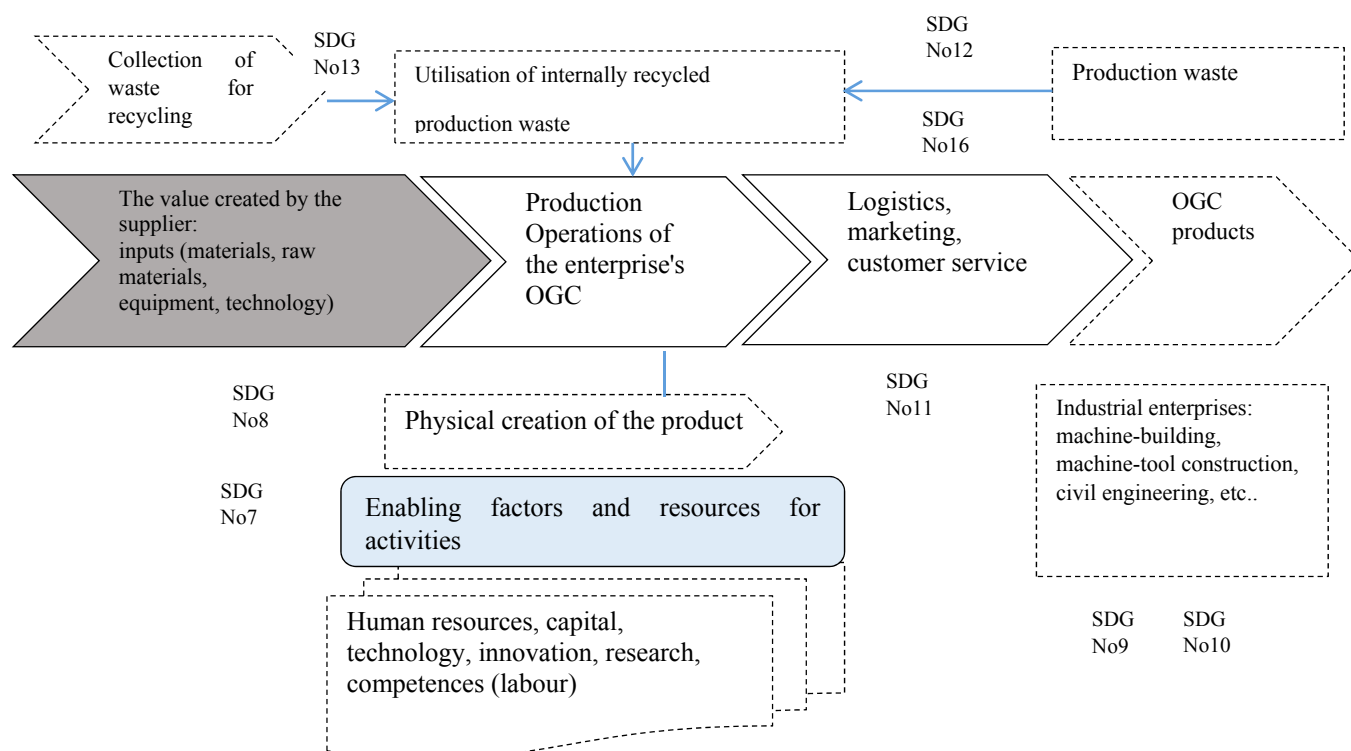 Collection of
waste for
recycling
SDG
No13
Utilisation of internally recycled
production waste
SDG
No12
SDG
No16
Production waste
The value created by the
supplier:
inputs (materials, raw
materials,
equipment, technology)
Production
Operations of
the enterprise's
OGC
Logistics,
marketing,
customer service
OGC
products
SDG
No8
Physical creation of the product
SDG
No11
Industrial enterprises:
machine-building,
machine-tool construction,
civil engineering, etc..
SDG
No7
Enabling factors and resources for
activities
Human resources, capital,
technology, innovation, research,
competences (labour)
SDG
No9
SDG
No10